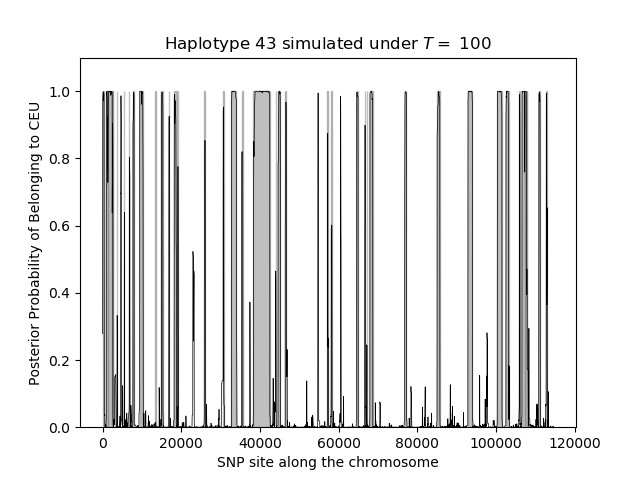 Haplotype 43 simulated under T = 100
Posterior Probability of Belonging to CEU
1.0
0.8
0.6
0.4
0.2
0.0
0 20000 40000 60000 80000 100000 120000
SNP site along the chromosome